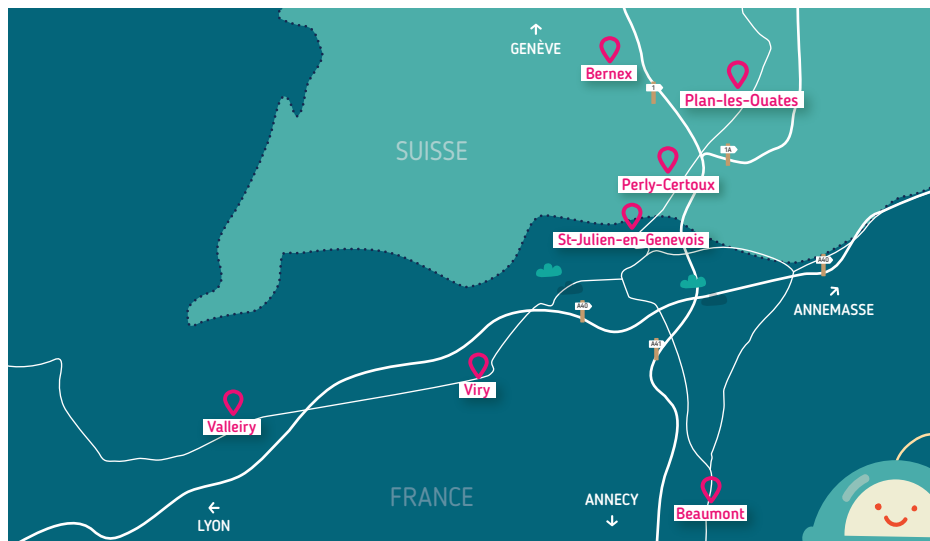 GENÈVE
Bernex
1
Plan-les-Ouates
SUISSE
1A
Perly-Certoux
St-Julien-en-Genevois
A40
ANNEMASSE
A40
A41
Viry
Valleiry
FRANCE
ANNECY
LYON
Beaumont